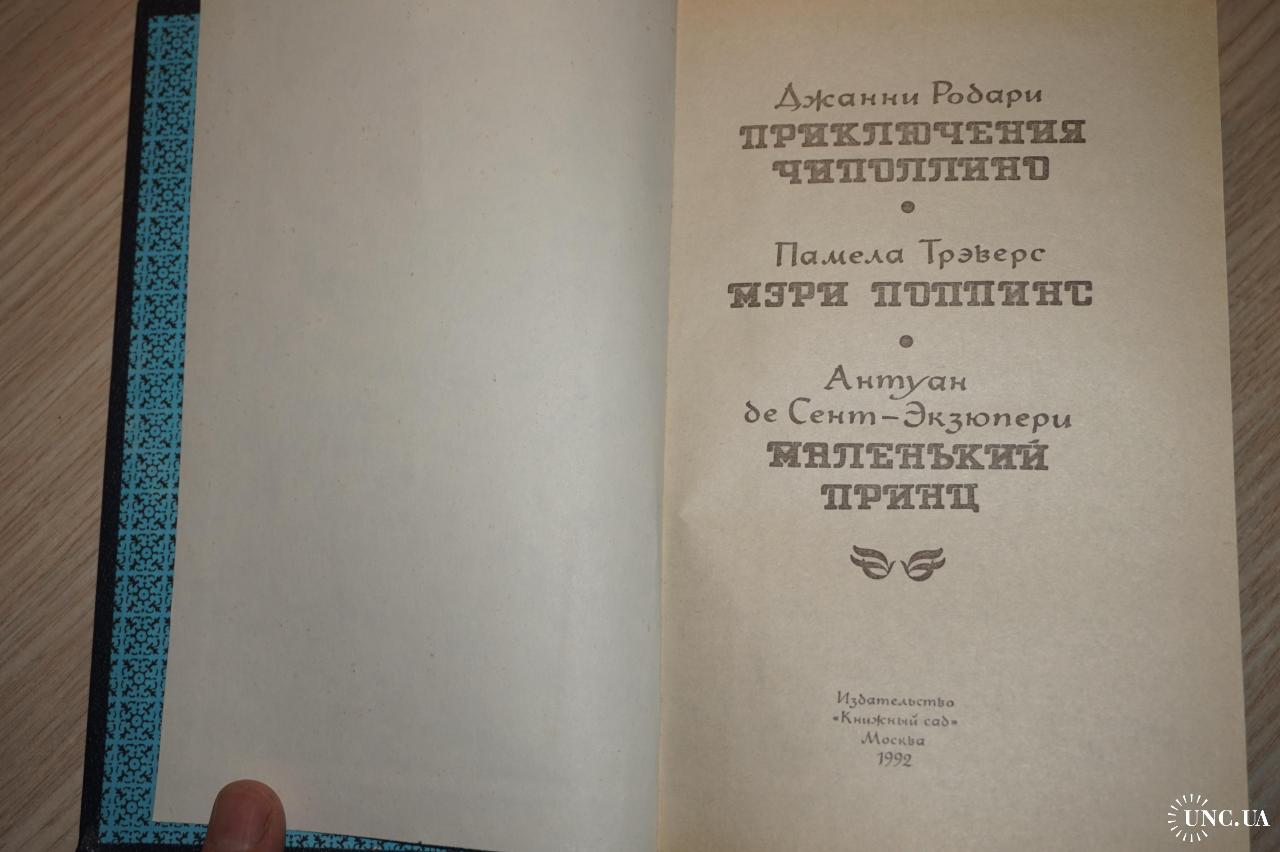 Джанни Родари
ПРИКЛЮЧЕНИЯ
ЧИПОЛЛИНО
Памела Трэверс
МЭРИ ПОППИНС
Антуан
де Сент-Экзюпери
МАЛЕНЬКИЙ
ПРИНЦ
Издательство
«Книжный сад»
Москва
1992
UNC.UA